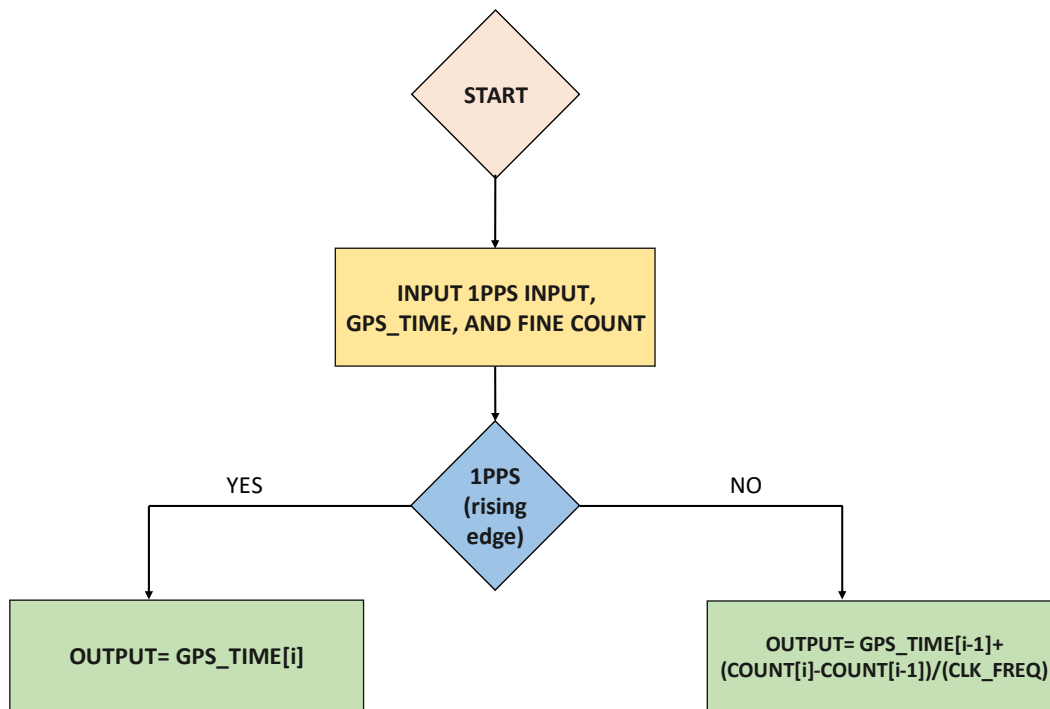 START
INPUT 1PPS INPUT,
GPS_TIME, AND FINE COUNT
1PPS
(rising
edge)
YES
NO
OUTPUT= GPS_TIME[i]
OUTPUT= GPS_TIME[i-1]+
(COUNT[i]-COUNT[i-1])/(CLK_FREQ)